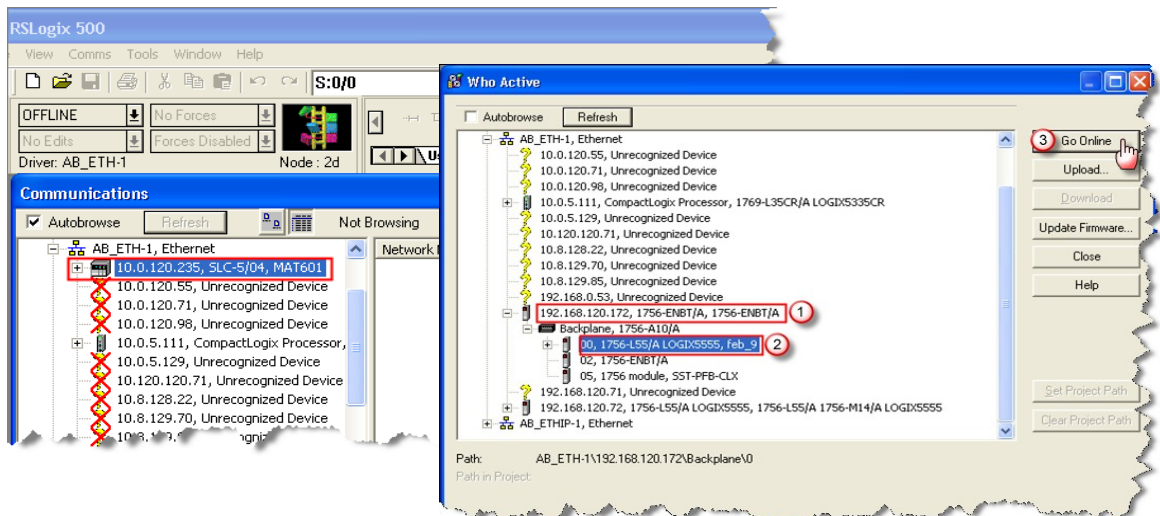 RSLogix 500
View Comms Tools Window Help
S:0/0
OFFLINE
No Forces
No Edits
Forces Disabled
Driver: AB_ETH-1
Node : 2d
Communications
Autobrowse
Refresh
Not Browsing
AB_ETH-1, Ethernet
10.0.120.235, SLC-5/04, MAT601
10.0.120.55, Unrecognized Device
10.0.120.71, Unrecognized Device
10.0.120.98, Unrecognized Device
10.0.5.111, CompactLogix Processor,
10.0.5.129, Unrecognized Device
10.120.120.71, Unrecognized Device
10.8.128.22, Unrecognized Device
10.8.129.70, Unrecognized Device
Network
Who Active
Autobrowse
Refresh
AB_ETH-1, Ethernet
10.0.120.55, Unrecognized Device
10.0.120.71, Unrecognized Device
10.0.120.98, Unrecognized Device
10.0.5.111, CompactLogix Processor, 1769-L35CR/A LOGIX5335CR
10.0.5.129, Unrecognized Device
10.120.120.71, Unrecognized Device
10.8.128.22, Unrecognized Device
10.8.129.70, Unrecognized Device
10.8.129.85, Unrecognized Device
192.168.0.53, Unrecognized Device
192.168.120.172, 1756-ENBT/A, 1756-ENBT/A
1
Backplane, 1756-A10/A
00, 1756-L55/A LOGIX5555, feb_9
2
02, 1756-ENBT/A
05, 1756 module, SST-PFB-CLX
192.168.120.71, Unrecognized Device
192.168.120.72, 1756-L55/A LOGIX5555, 1756-L55/A 1756-M14/A LOGIX5555
AB_ETHIP-1, Ethernet
3
Go Online
Upload...
Download
Update Firmware...
Close
Help
Set Project Path
Clear Project Path
Path: AB_ETH-1\192.168.120.172\Backplane\0
Path in Project: